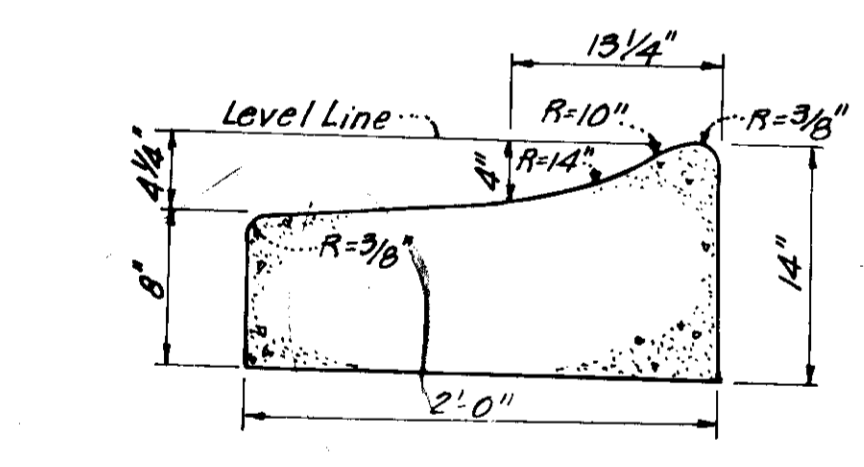 13 1/4"
Level Line
R=10"
R=3/8"
4 1/4"
4"
R=14"
R=3/8"
8"
14"
2'-0"